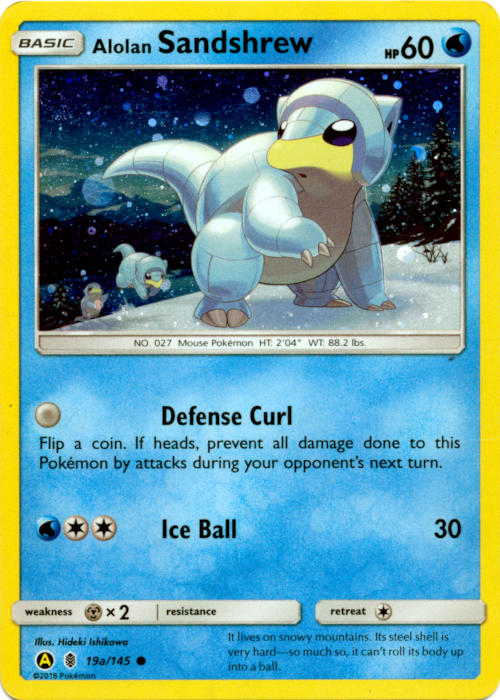 BASIC Alolan Sandshrew HP60
NO. 027 Mouse Pokémon HT: 2'04" WT: 88.2 lbs.
Defense Curl
Flip a coin. If heads, prevent all damage done to this
Pokémon by attacks during your opponent's next turn.
Ice Ball 30
weakness ×2 resistance retreat
Illus. Hideki Ishikawa
A 19a/145
©2018 Pokémon
It lives on snowy mountains. Its steel shell is
very hard—so much so, it can't roll its body up
into a ball.